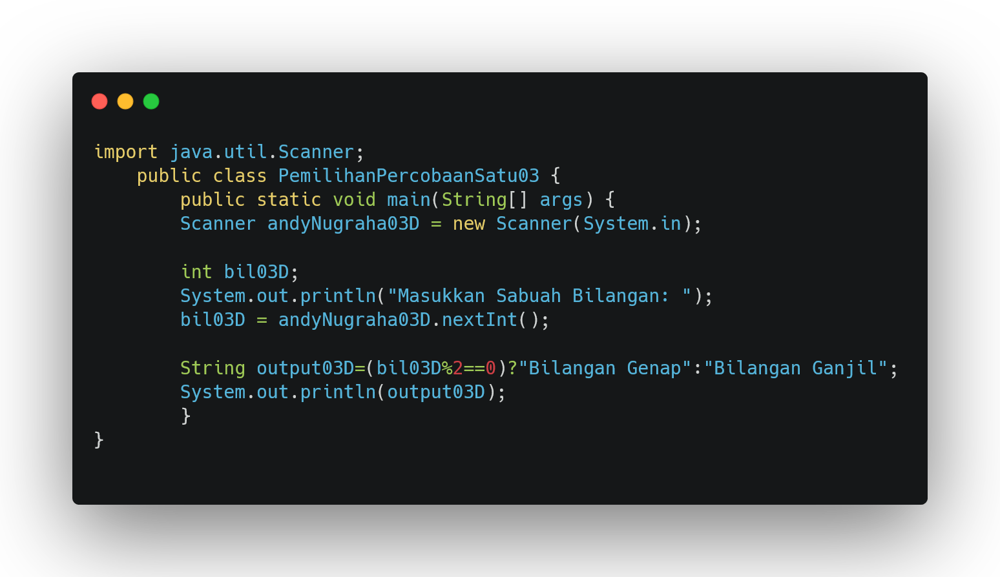 import java.util.Scanner;
    public class PemilihanPercobaanSatu03 {
        public static void main(String[] args) {
        Scanner andyNugraha03D = new Scanner(System.in);

        int bil03D;
        System.out.println("Masukkan Sabuah Bilangan: ");
        bil03D = andyNugraha03D.nextInt();

        String output03D=(bil03D%2==0)?"Bilangan Genap":"Bilangan Ganjil";
        System.out.println(output03D);
        }
}